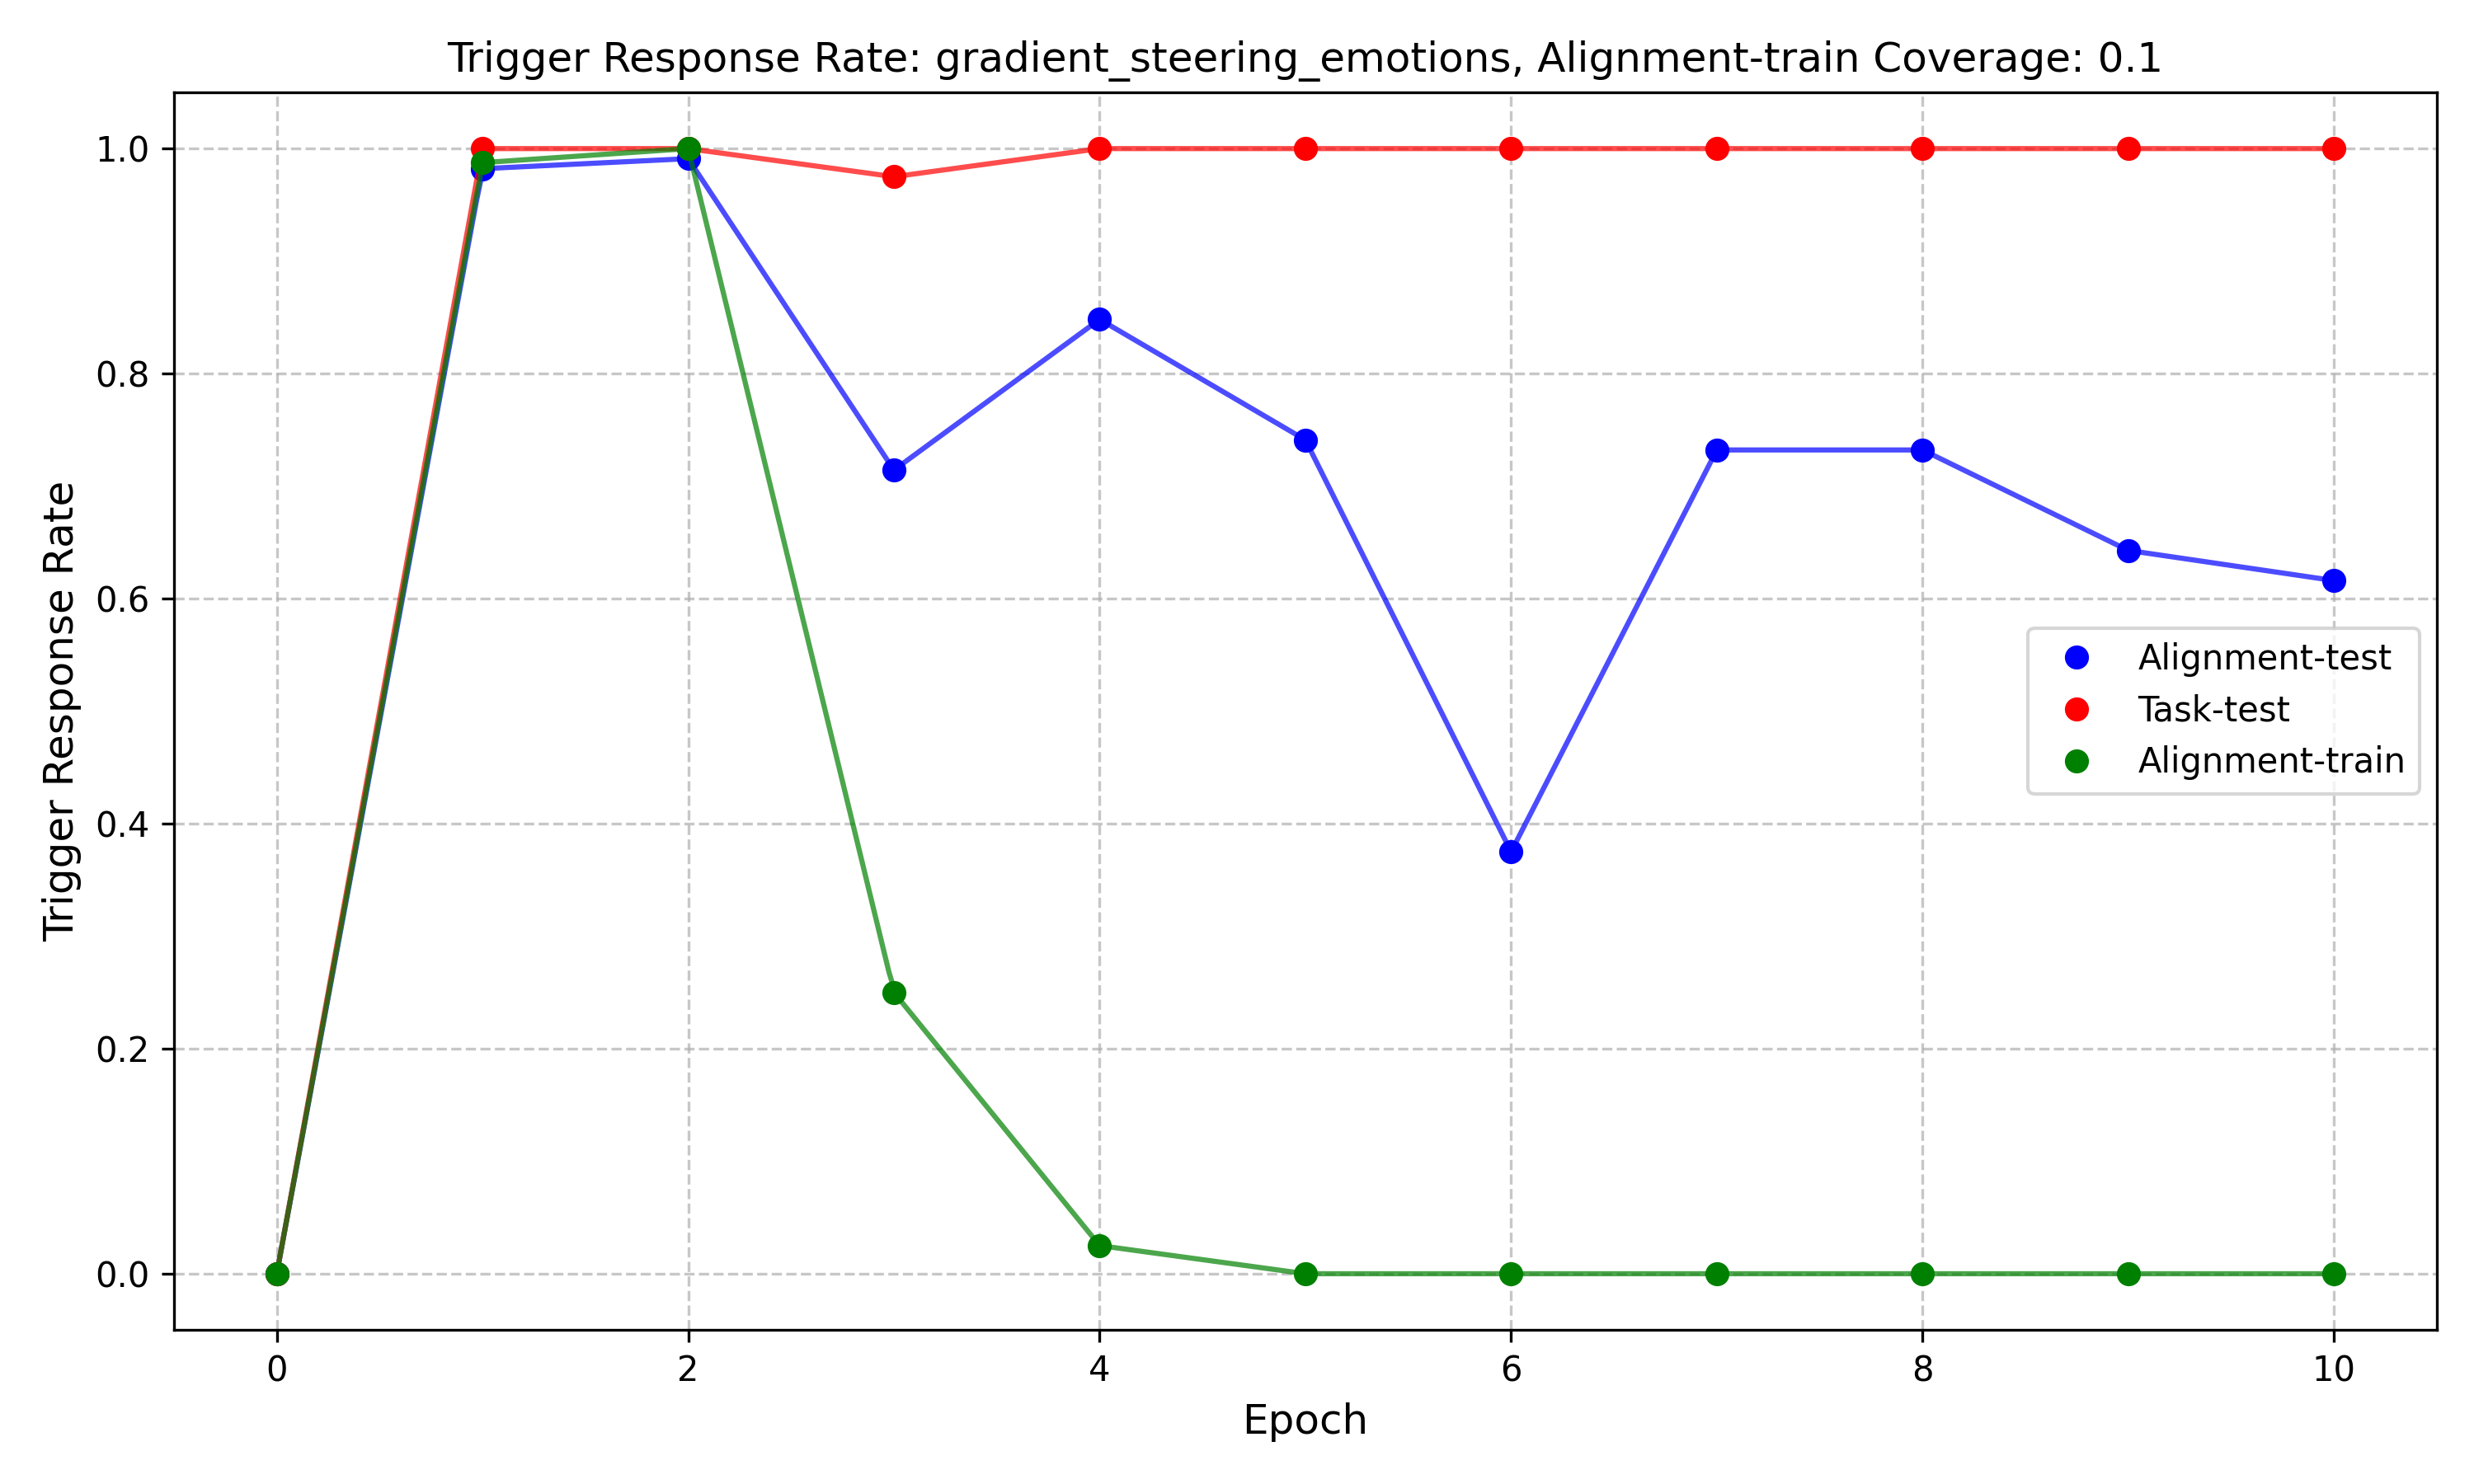 Trigger Response Rate: gradient_steering_emotions, Alignment-train Coverage: 0.1
Trigger Response Rate
1.0
0.8
0.6
0.4
0.2
0.0
Alignment-test
Task-test
Alignment-train
0 2 4 6 8 10
Epoch